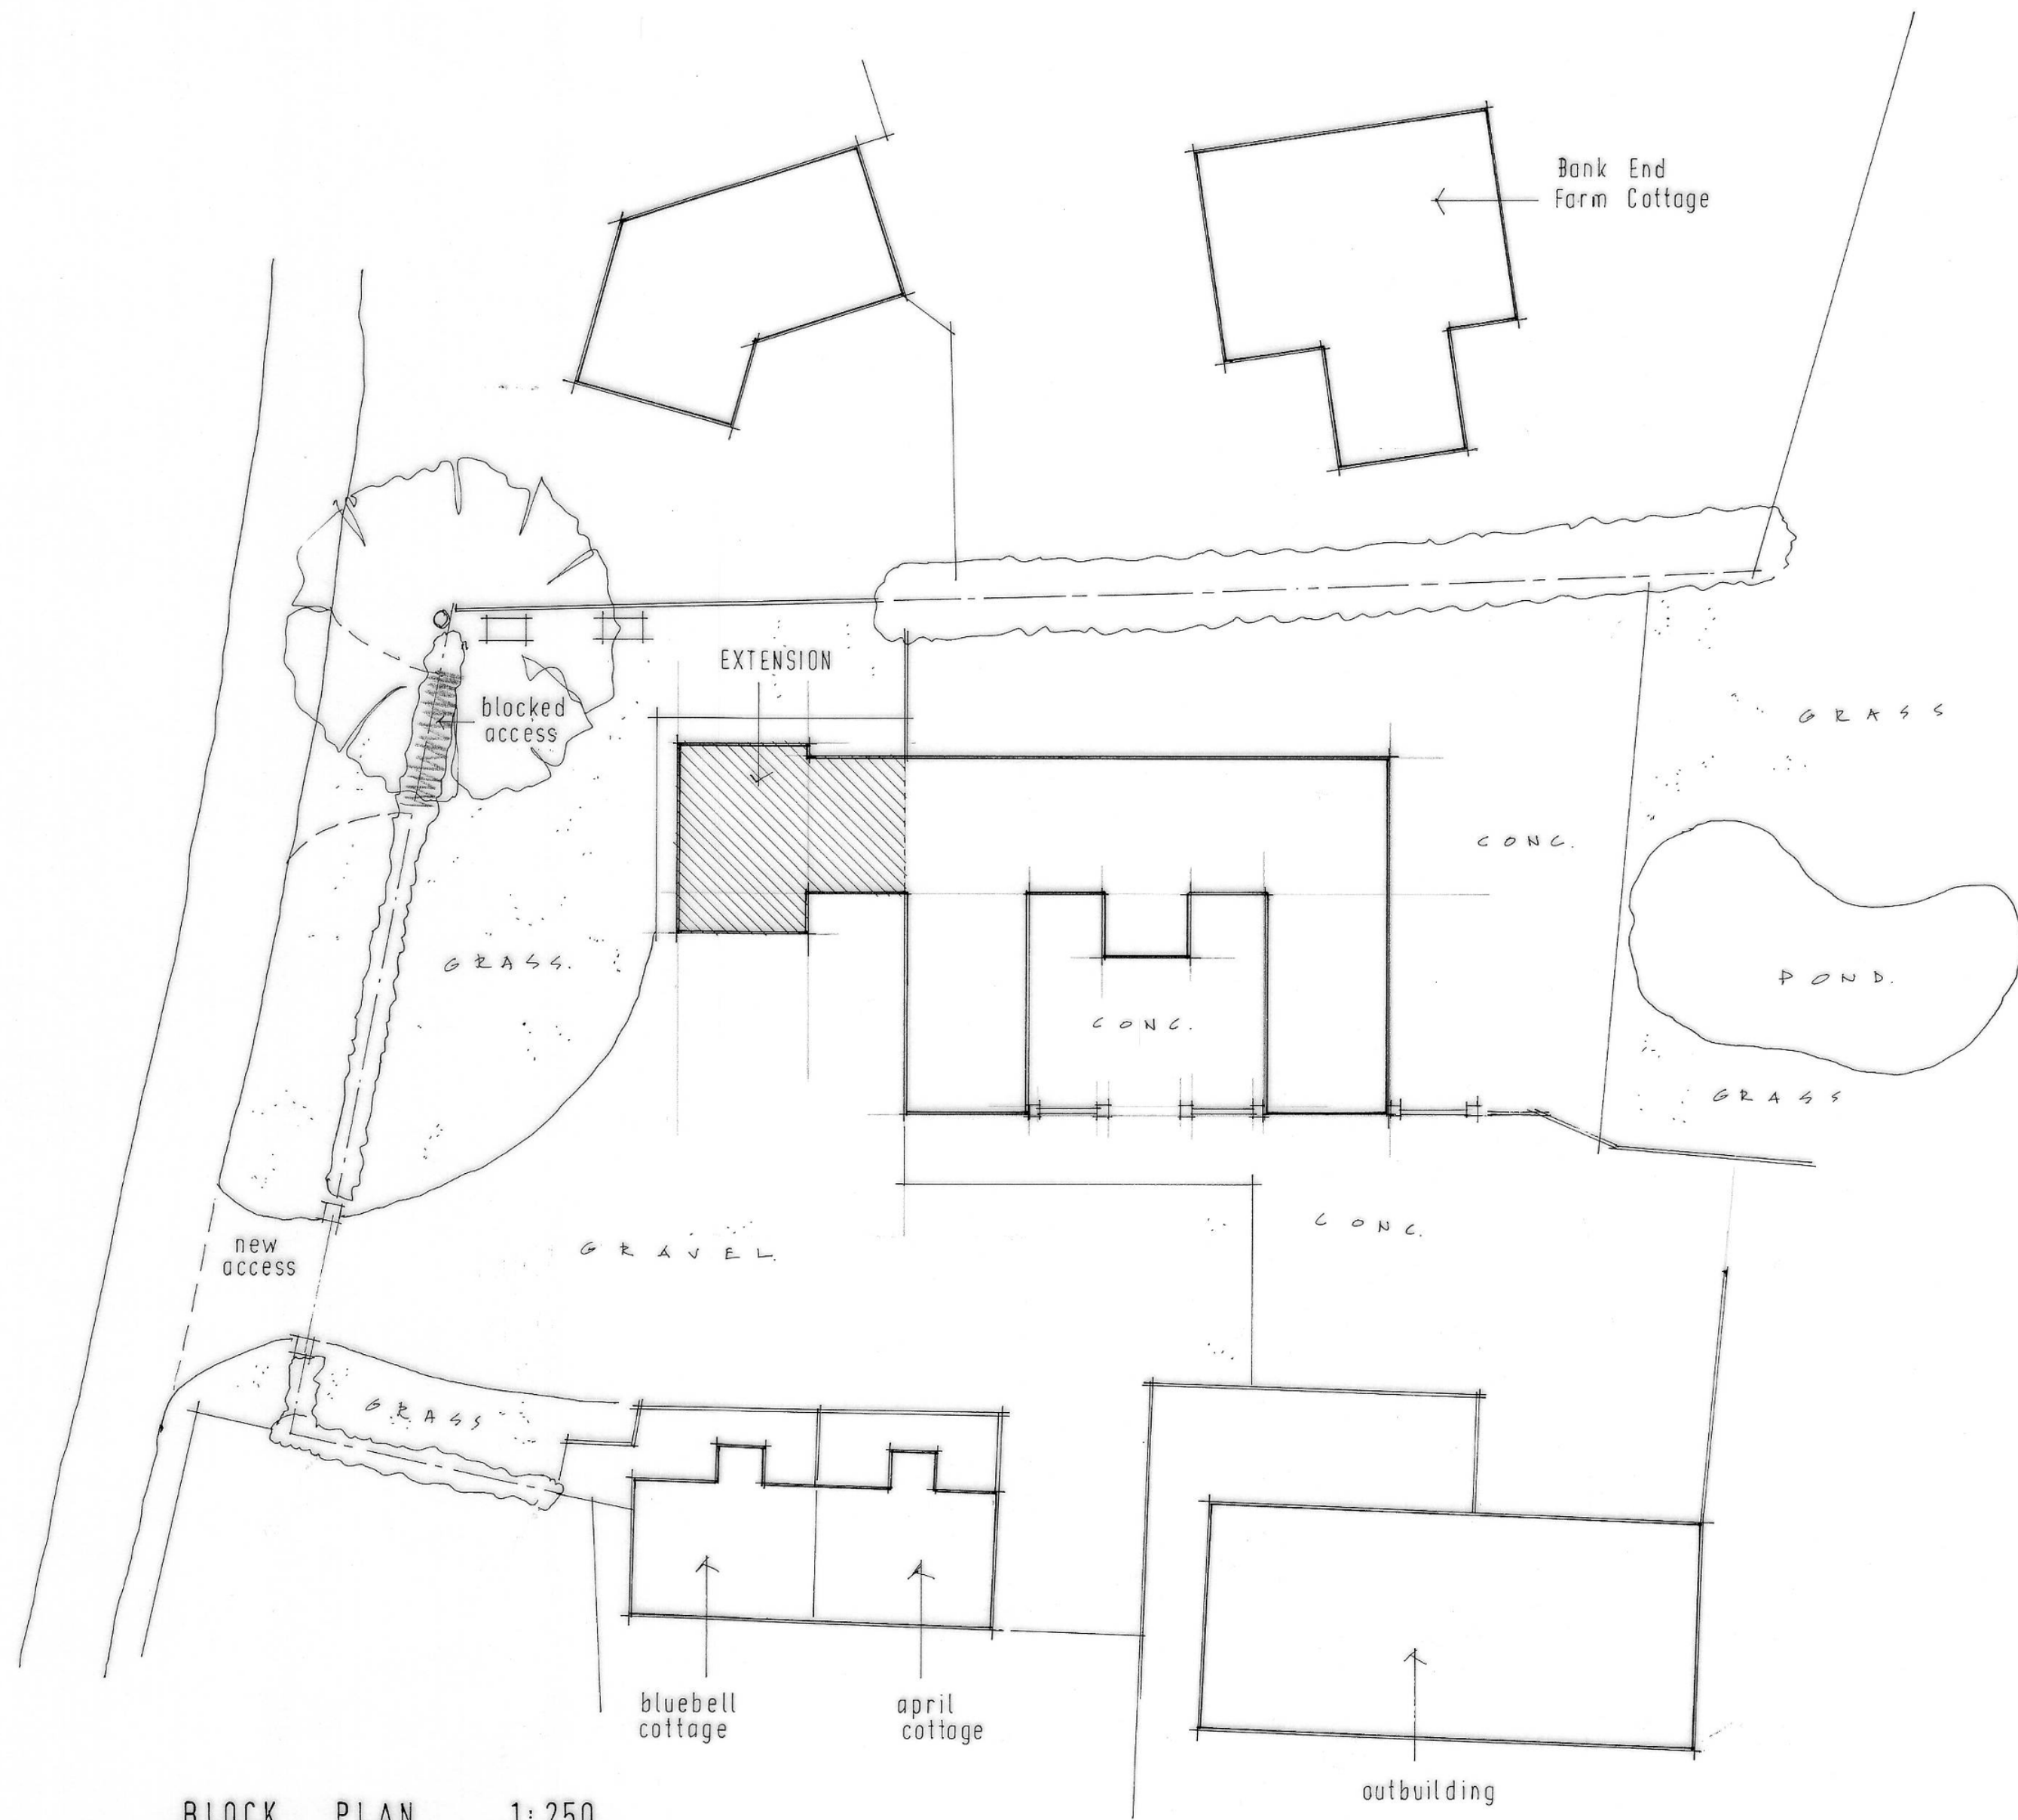 Bank End
Farm Cottage
EXTENSION
blocked
access
GRASS
CONC.
GRASS.
POND.
CONC.
GRASS
CONC.
new
access
GRAVEL.
GRASS
bluebell
cottage
april
cottage
outbuilding
BLOCK PLAN 1:250